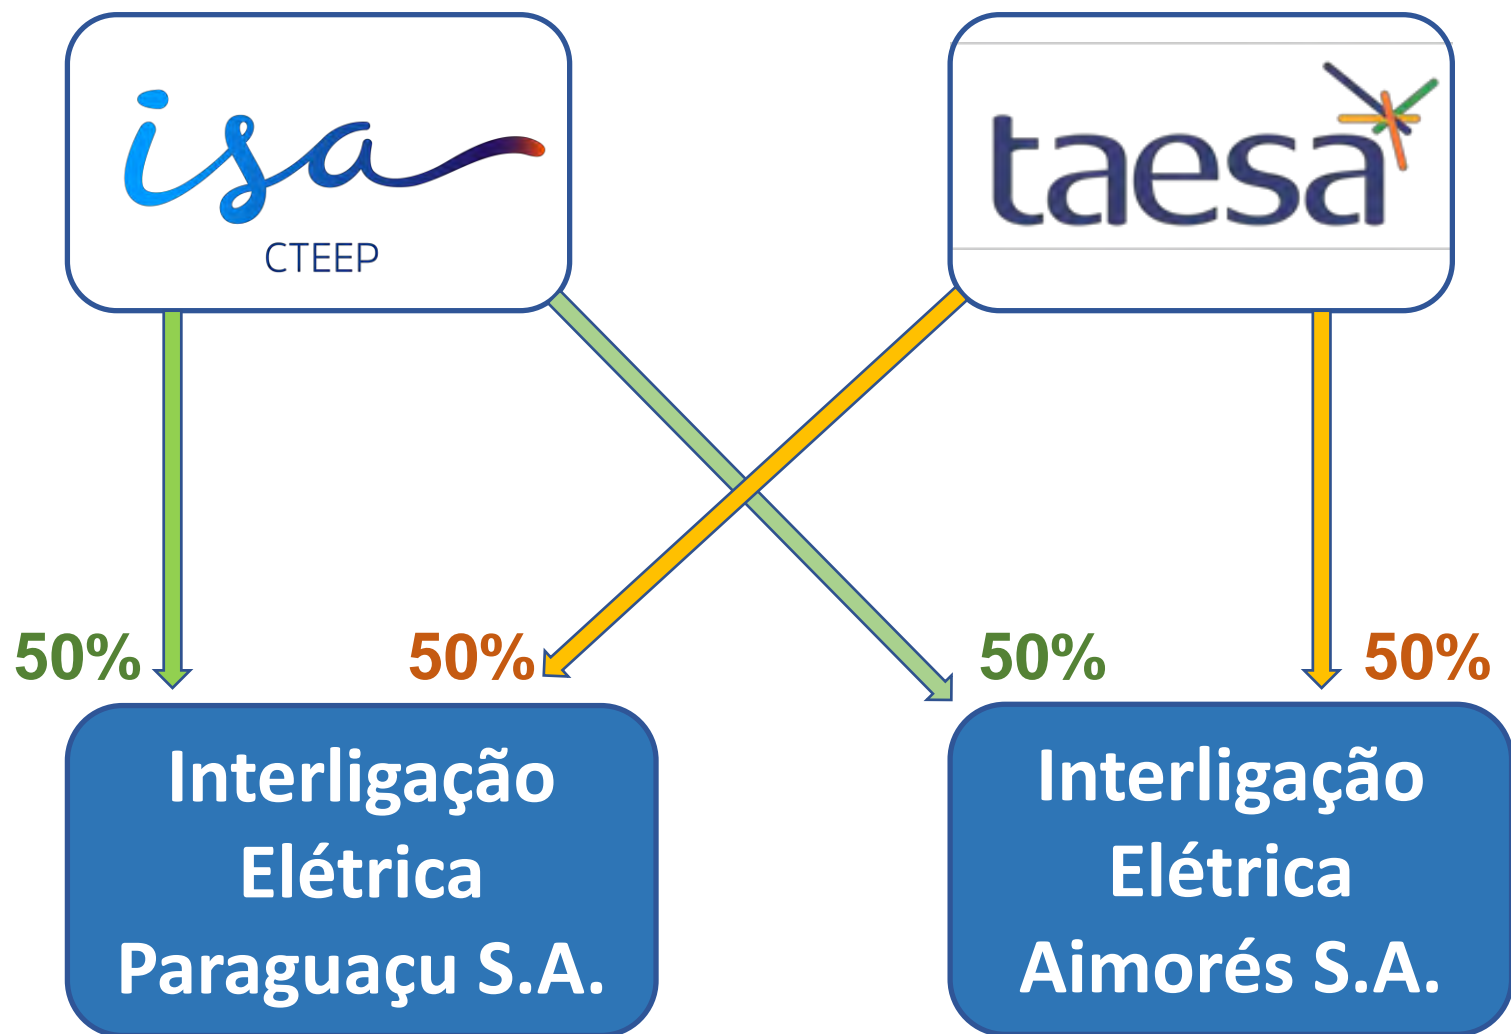 isa
CTEEP
taesa
50%
50%
50%
50%
Interligação
Elétrica
Paraguaçu S.A.
Interligação
Elétrica
Aimorés S.A.